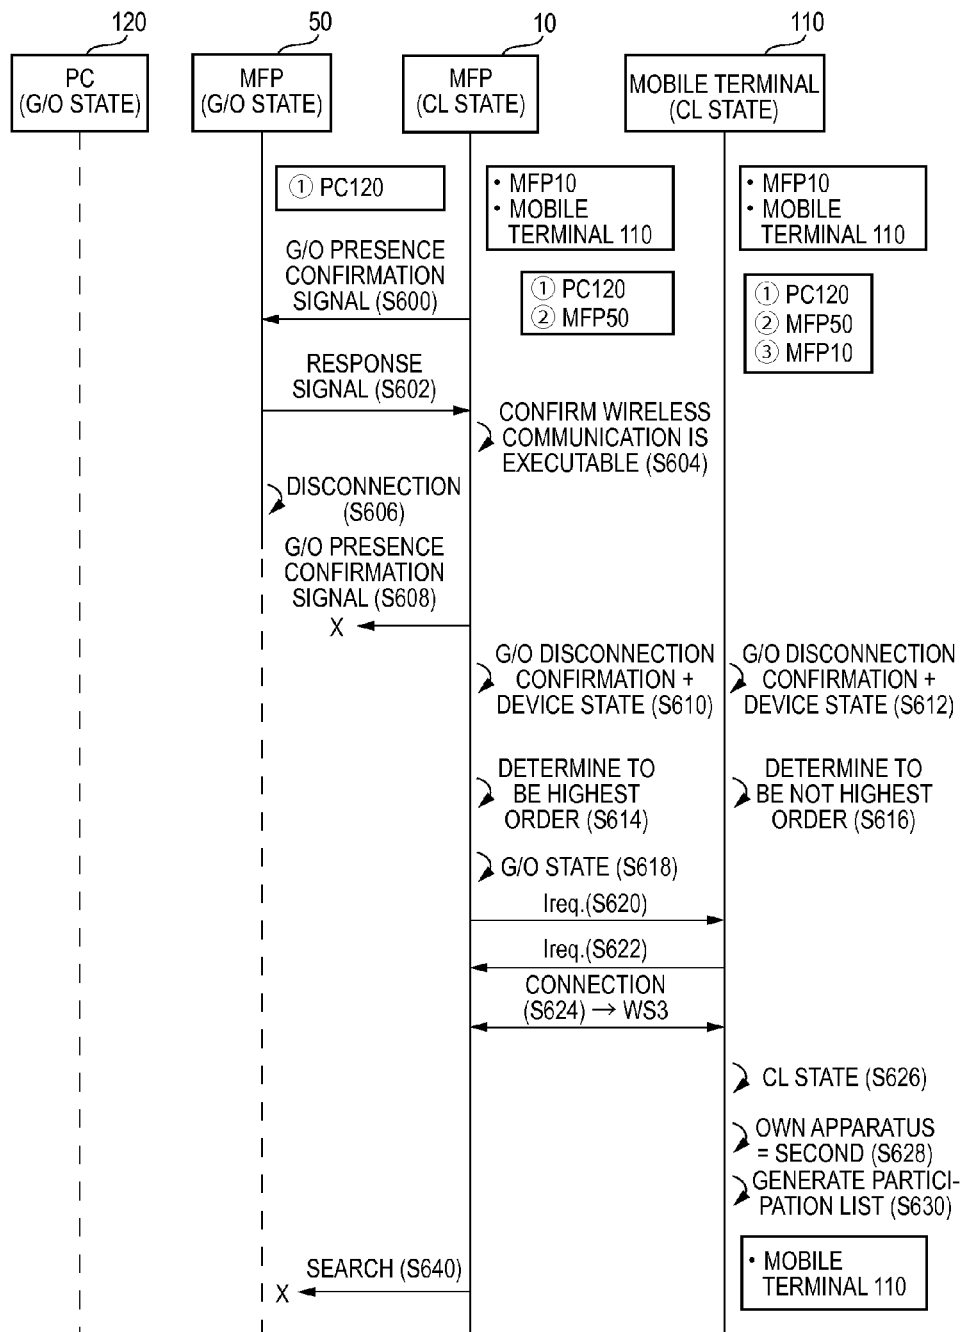 120
50
10
110
PC
(G/O STATE)
MFP
(G/O STATE)
MFP
(CL STATE)
MOBILE TERMINAL
(CL STATE)
① PC120
• MFP10
• MOBILE
TERMINAL 110
• MFP10
• MOBILE
TERMINAL 110
G/O PRESENCE
CONFIRMATION
SIGNAL (S600)
① PC120
② MFP50
① PC120
② MFP50
③ MFP10
RESPONSE
SIGNAL (S602)
CONFIRM WIRELESS
COMMUNICATION IS
EXECUTABLE (S604)
DISCONNECTION
(S606)
G/O PRESENCE
CONFIRMATION
SIGNAL (S608)
X
G/O DISCONNECTION
CONFIRMATION +
DEVICE STATE (S610)
G/O DISCONNECTION
CONFIRMATION +
DEVICE STATE (S612)
DETERMINE TO
BE HIGHEST
ORDER (S614)
DETERMINE TO
BE NOT HIGHEST
ORDER (S616)
G/O STATE (S618)
Ireq.(S620)
Ireq.(S622)
CONNECTION
(S624) → WS3
CL STATE (S626)
OWN APPARATUS
= SECOND (S628)
GENERATE PARTICI-
PATION LIST (S630)
• MOBILE
TERMINAL 110
SEARCH (S640)
X